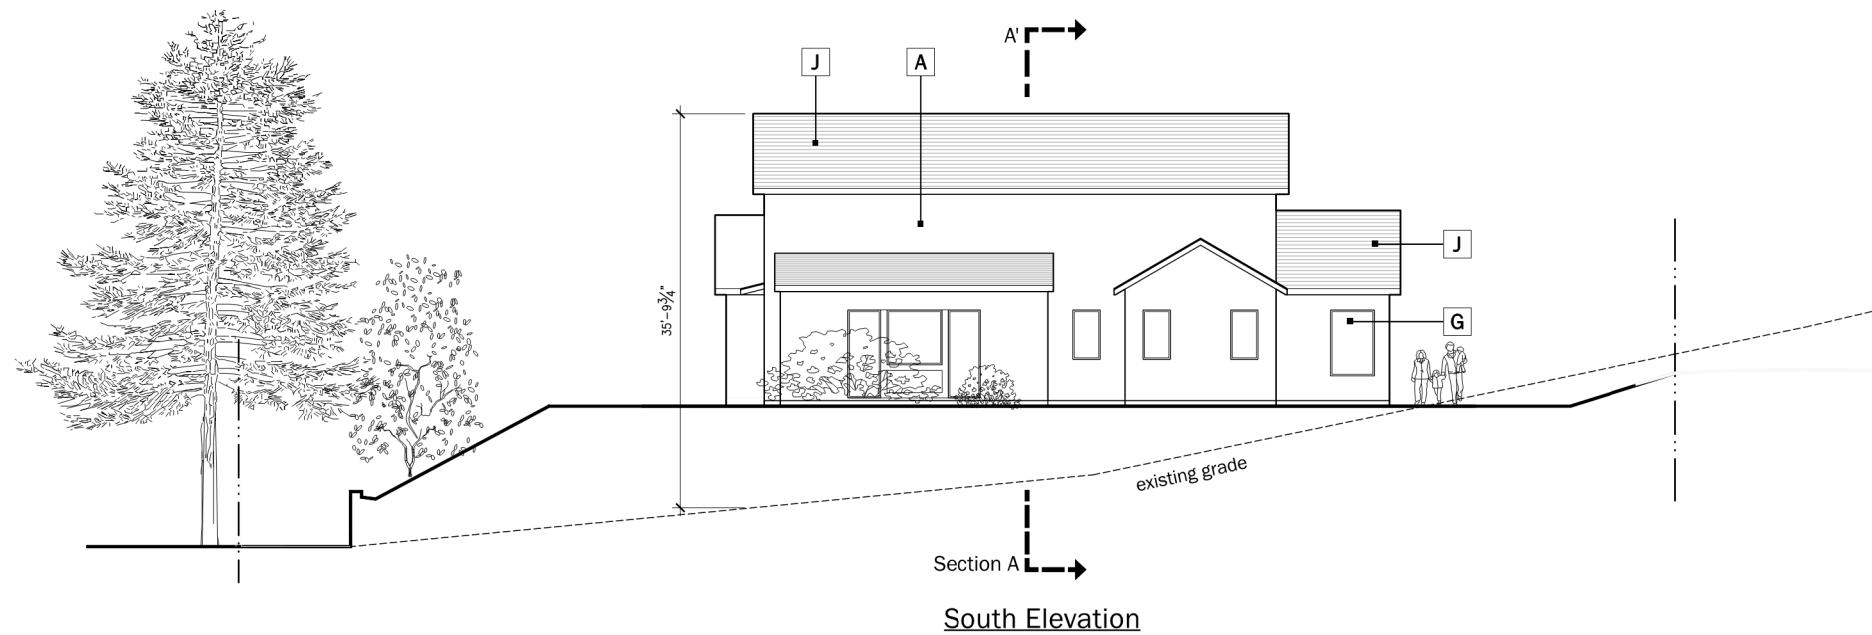 A'
J
A
J
35'-9¾"
G
existing grade
Section A
South Elevation